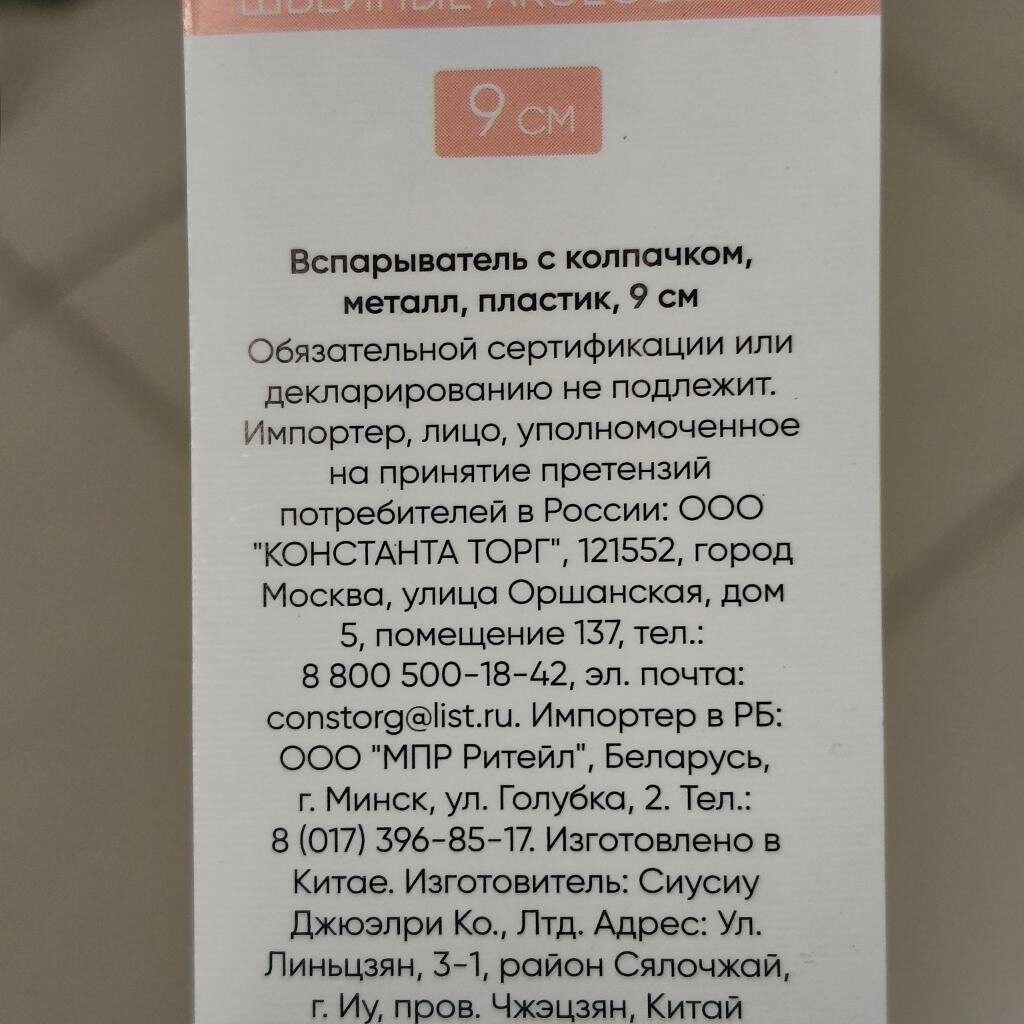 ШВЕЙНЫЕ
9 см
Вспарыватель с колпачком,
металл, пластик, 9 см
Обязательной сертификации или
декларированию не подлежит.
Импортер, лицо, уполномоченное
на принятие претензий
потребителей в России: ООО
"КОНСТАНТА ТОРГ", 121552, город
Москва, улица Оршанская, дом
5, помещение 137, тел.:
8 800 500-18-42, эл. почта:
constorg@list.ru. Импортер в РБ:
ООО "МПР Ритейл", Беларусь,
г. Минск, ул. Голубка, 2. Тел.:
8 (017) 396-85-17. Изготовлено в
Китае. Изготовитель: Сиусиу
Джюэлри Ко., Лтд. Адрес: Ул.
Линьцзян, 3-1, район Сялочжай,
г. Иу, пров. Чжэцзян, Китай